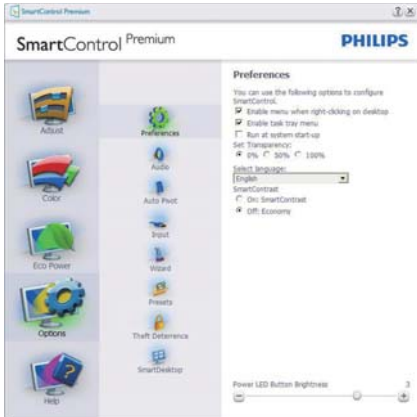 SmartControl Premium
SmartControl Premium
PHILIPS
Adjust
Color
Eco Power
Options
Help
Preferences
Audio
Auto Pivot
Input
Wizard
Presets
Theft Deterrence
SmartDesktop
Preferences
You can use the following options to configure
SmartControl.
Enable menu when right-clicking on desktop
Enable task tray menu
Run at system start-up
Set Transparency:
0% 50% 100%
Select language:
English
SmartContrast
On: SmartContrast
Off: Economy
Power LED Button Brightness 3